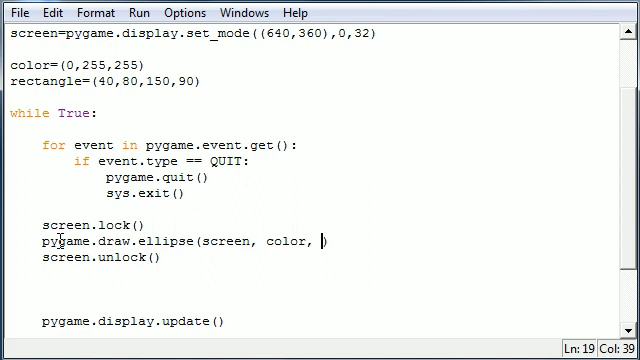 File Edit Format Run Options Windows Help
screen=pygame.display.set_mode((640,360),0,32)
color=(0,255,255)
rectangle=(40,80,150,90)
while True:
for event in pygame.event.get():
if event.type == QUIT:
pygame.quit()
sys.exit()
screen.lock()
pygame.draw.ellipse(screen, color, )
screen.unlock()
pygame.display.update()
Ln: 19 Col: 39